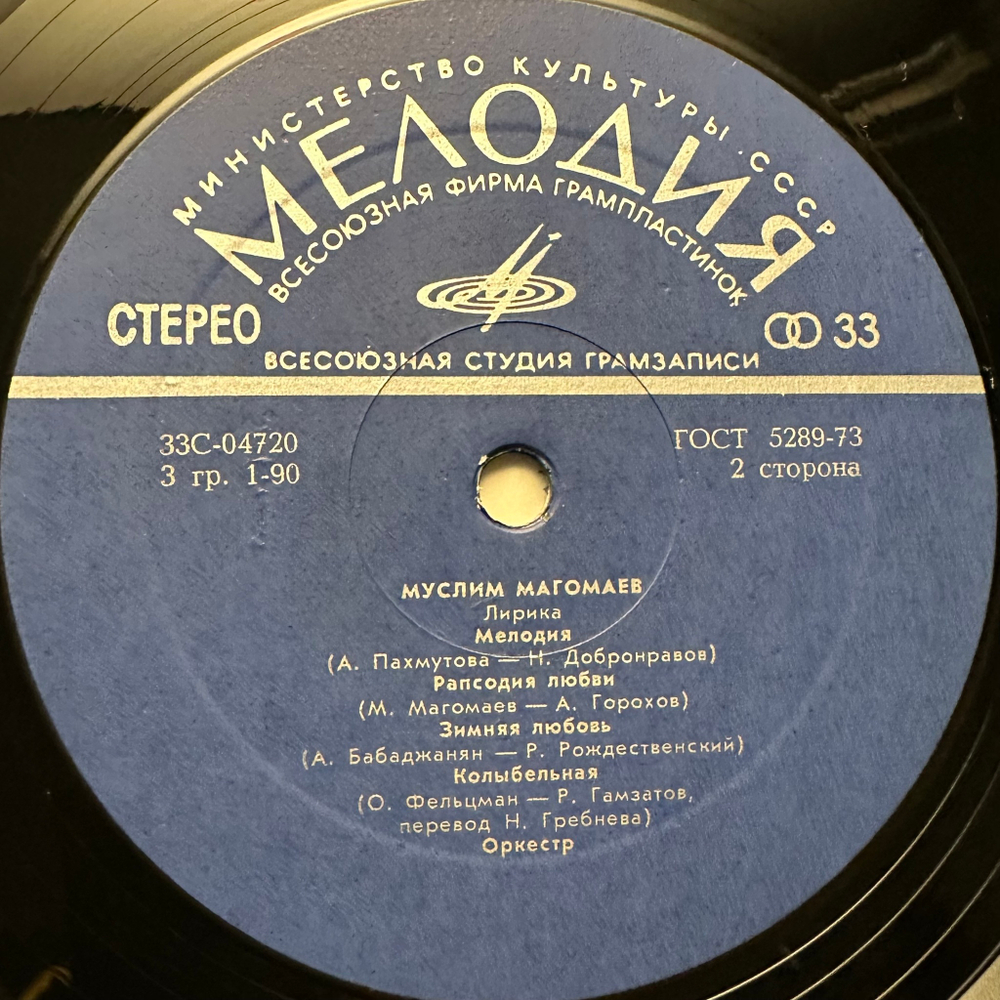 МИНИСТЕРСТВО КУЛЬТУРЫ СССР
МЕЛОДИЯ
ВСЕСОЮЗНАЯ ФИРМА ГРАМПЛАСТИНОК
СТЕРЕО
33
ВСЕСОЮЗНАЯ СТУДИЯ ГРАМЗАПИСИ
33С-04720
ГОСТ 5289-73
3 гр. 1-90
2 сторона
МУСЛИМ МАГОМАЕВ
Лирика
Мелодия
(А. Пахмутова — Н. Добронравов)
Рапсодия любви
(М. Магомаев — А. Горохов)
Зимняя любовь
(А. Бабаджанян — Р. Рождественский)
Колыбельная
(О. Фельцман — Р. Гамзатов,
перевод Н. Гребнева)
Оркестр